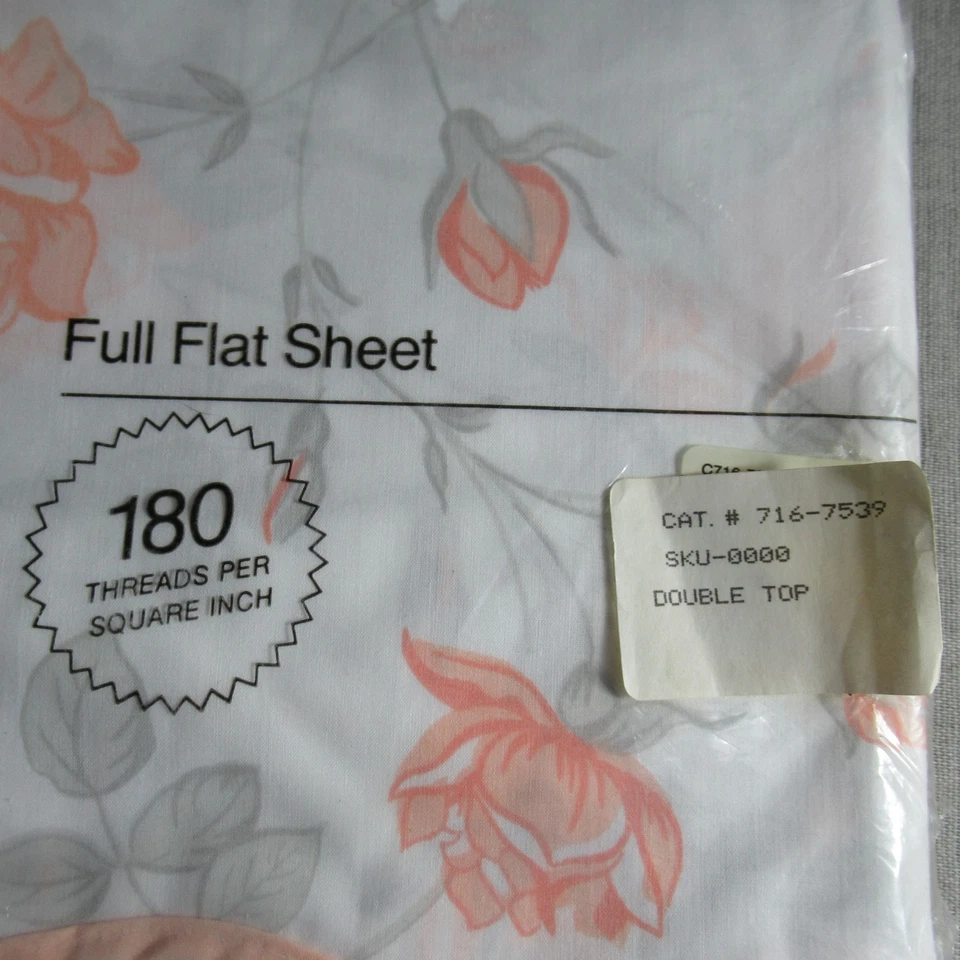 Full Flat Sheet
180
THREADS PER
SQUARE INCH
CAT. # 716-7539
SKU-0000
DOUBLE TOP